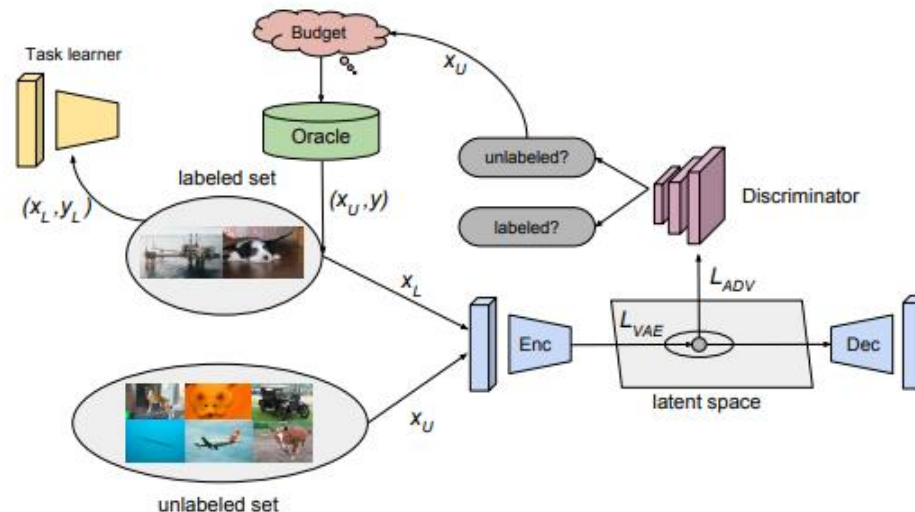 Budget
Task learner
x_U
Oracle
unlabeled?
labeled set
(x_L, y_L)
(x_U, y)
Discriminator
labeled?
x_L
L_ADV
L_VAE
Enc
Dec
latent space
x_U
unlabeled set